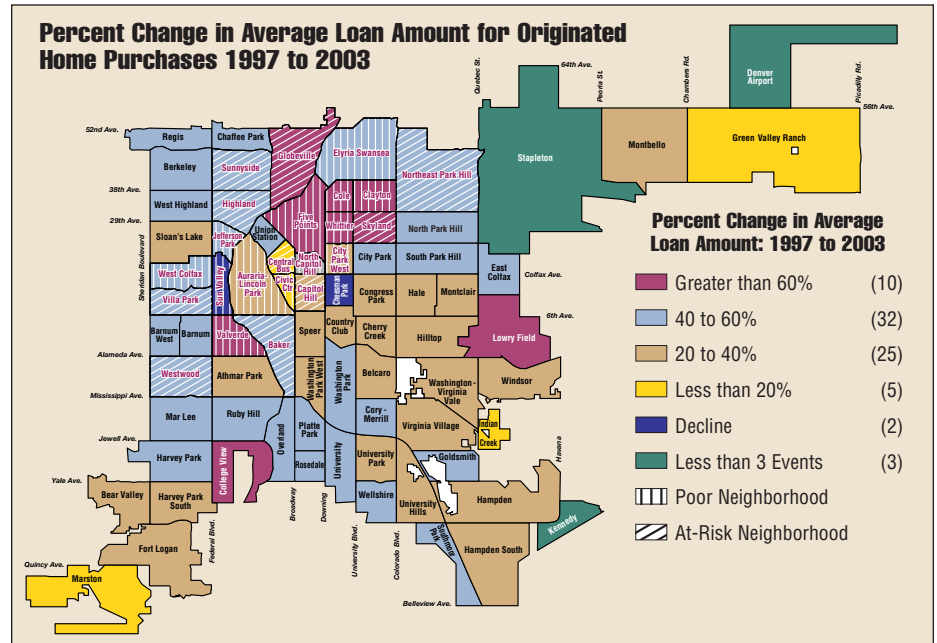 Percent Change in Average Loan Amount for Originated
Home Purchases 1997 to 2003
Quebec St.
64th Ave.
Peoria St.
Chambers Rd.
Picadilly Rd.
Denver
Airport
56th Ave.
52nd Ave.
Regis
Chaffee Park
Globeville
Elyria Swansea
Northeast Park Hill
Stapleton
Montbello
Green Valley Ranch
Berkeley
Sunnyside
38th Ave.
West Highland
Highland
Cole
Clayton
Five
Points
Whittier
Skyland
North Park Hill
29th Ave.
Sloan's Lake
Jefferson
Park
Union
Station
Central
Bus
North
Capitol
Hill
City
Park
West
City Park
South Park Hill
East
Colfax
Colfax Ave.
Sheridan Boulevard
West Colfax
Villa Park
Sun Valley
Auraria-
Lincoln
Park
Civic
Ctr
Capitol
Hill
Cheesman
Park
Congress
Park
Hale
Montclair
6th Ave.
Barnum
West
Barnum
Valverde
Baker
Speer
Country
Club
Cherry
Creek
Hilltop
Lowry Field
Alameda Ave.
Westwood
Athmar Park
Washington
Park West
Washington
Park
Belcaro
Washington -
Virginia
Vale
Windsor
Mississippi Ave.
Mar Lee
Ruby Hill
Overland
Platte
Park
Cory -
Merrill
Virginia Village
Indian
Creek
Jewell Ave.
Harvey Park
College View
Rosedale
University
University
Park
Goldsmith
Havana
Yale Ave.
Bear Valley
Harvey Park
South
Federal Blvd.
Broadway
Downing
Wellshire
University
Hills
Hampden
Kennedy
Fort Logan
University Blvd.
Colorado Blvd.
Southmoor
Park
Hampden South
Quincy Ave.
Marston
Belleview Ave.
Percent Change in Average
Loan Amount: 1997 to 2003
Greater than 60% (10)
40 to 60% (32)
20 to 40% (25)
Less than 20% (5)
Decline (2)
Less than 3 Events (3)
Poor Neighborhood
At-Risk Neighborhood